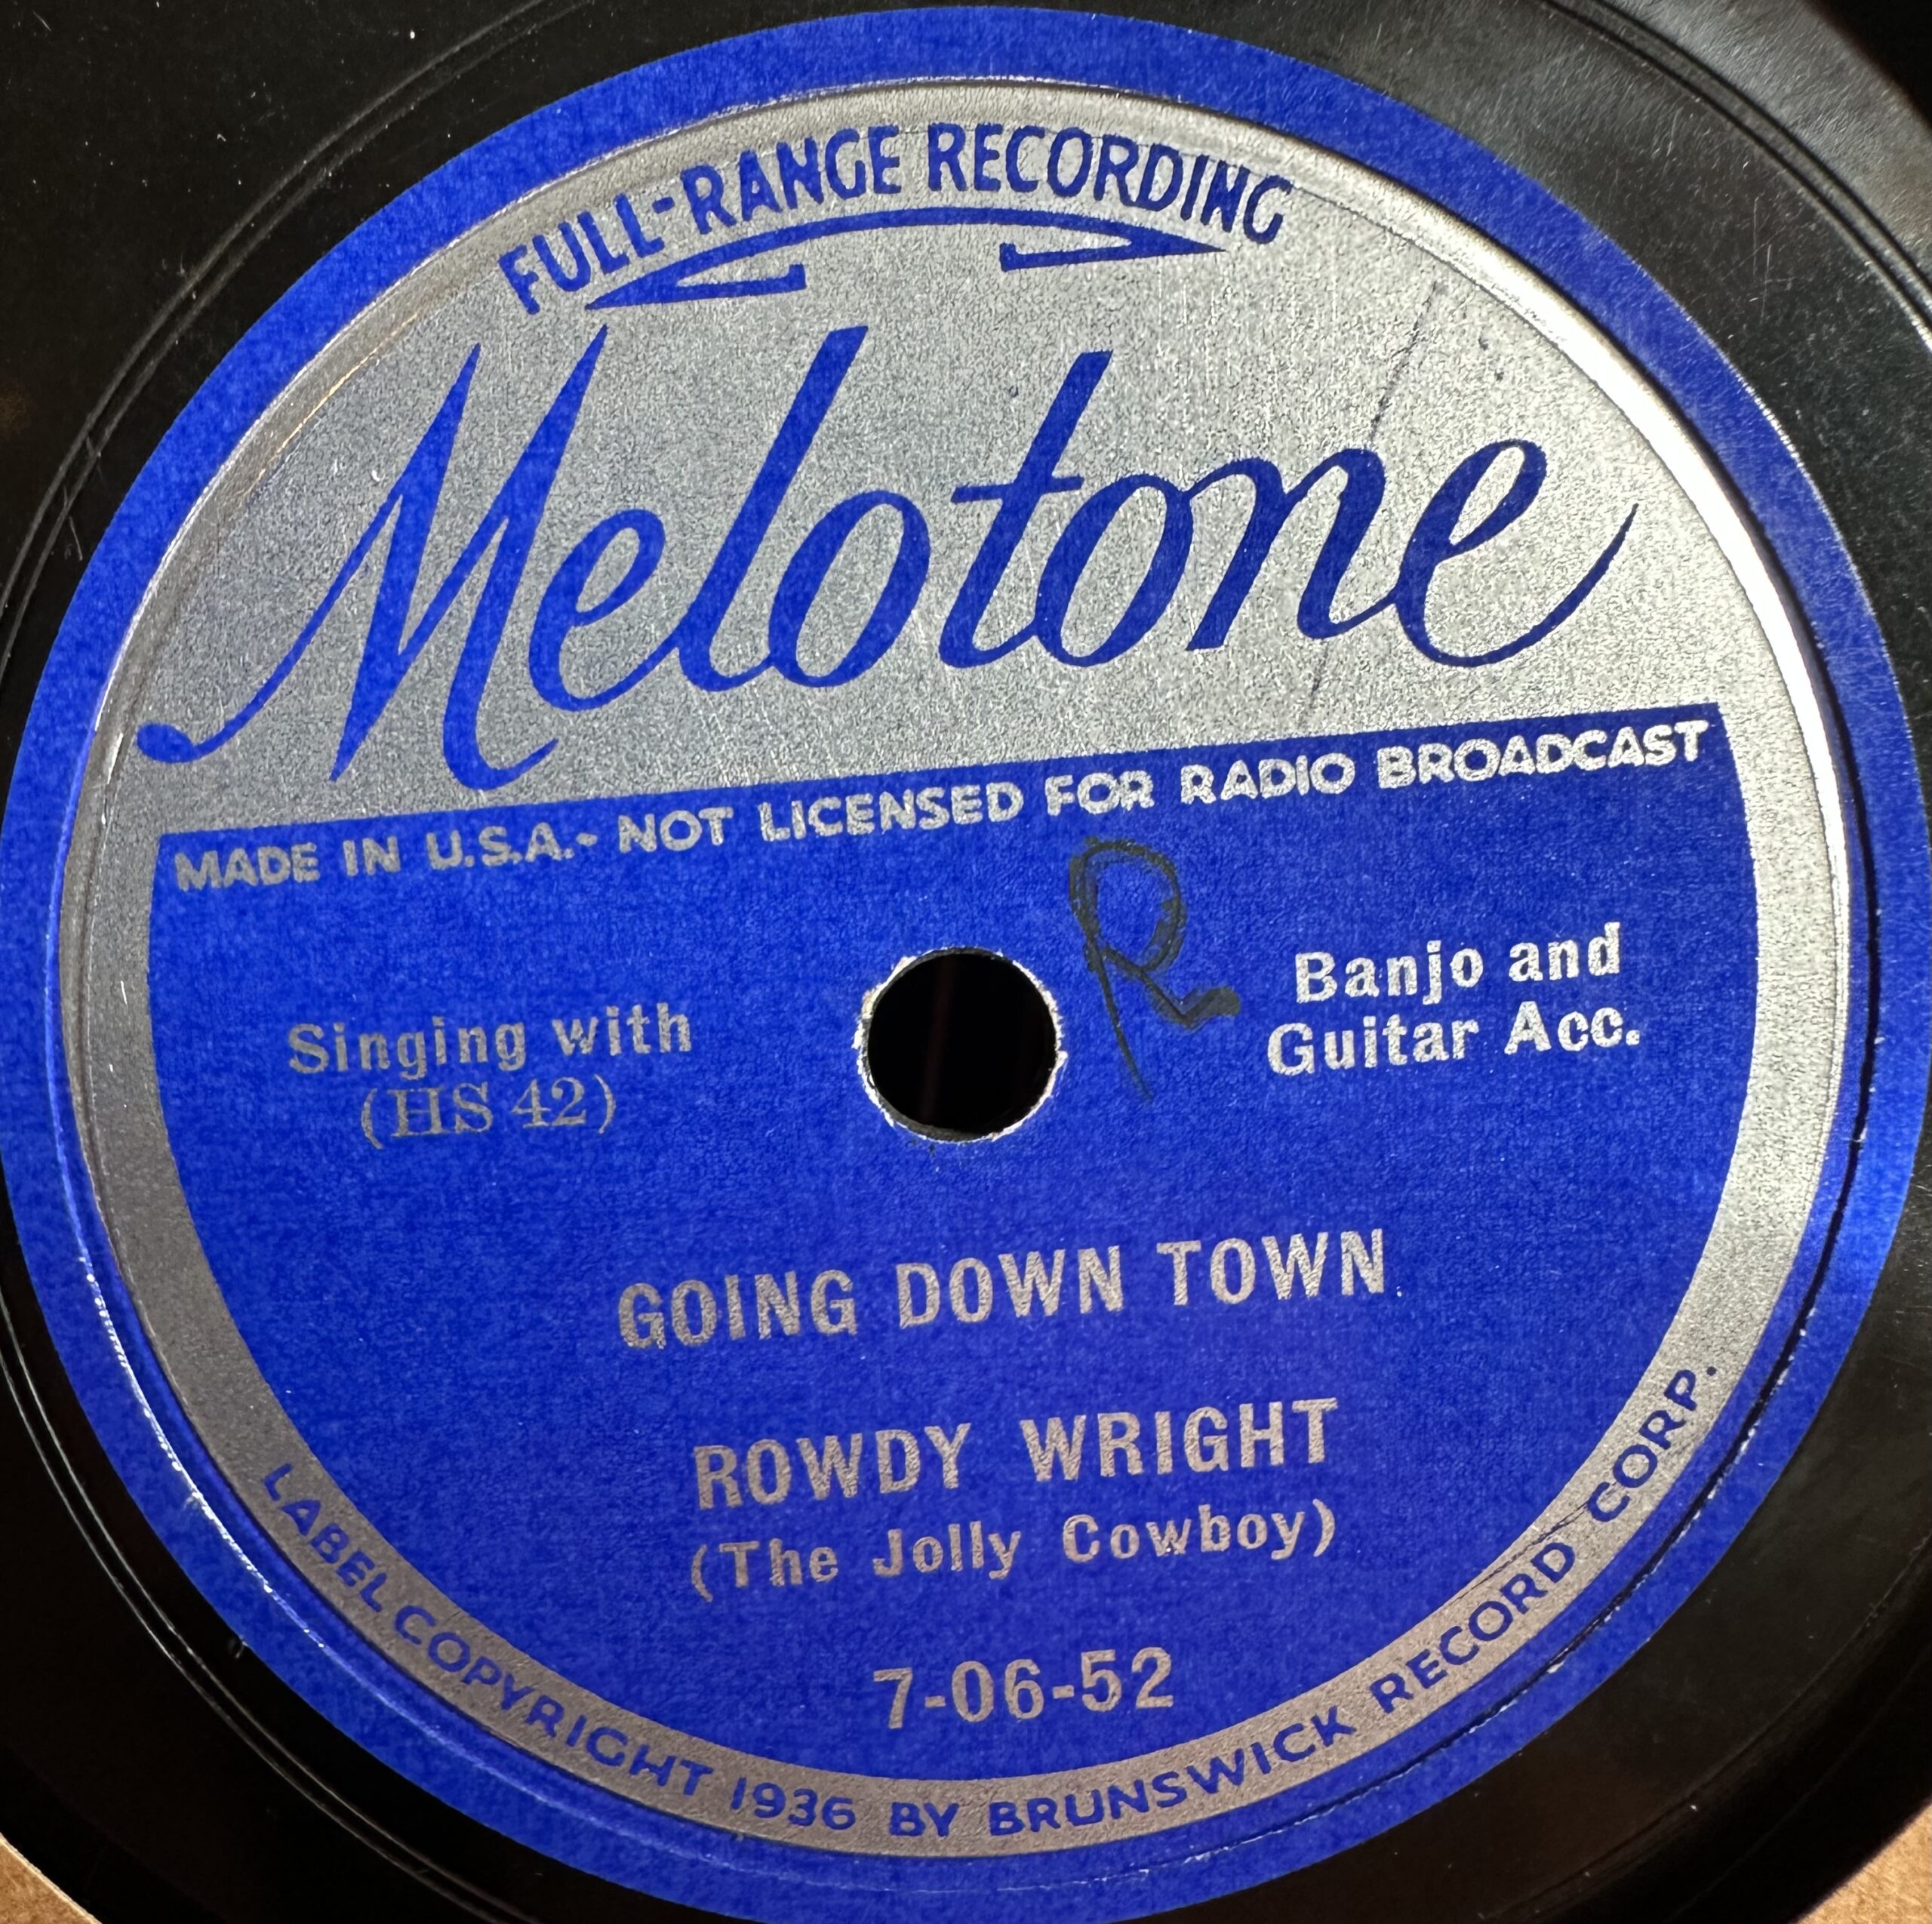 FULL-RANGE RECORDING
Melotone
MADE IN U.S.A.- NOT LICENSED FOR RADIO BROADCAST
R
Singing with
(HS 42)
Banjo and
Guitar Acc.
GOING DOWN TOWN
ROWDY WRIGHT
(The Jolly Cowboy)
7-06-52
LABEL COPYRIGHT 1936 BY BRUNSWICK RECORD CORP.